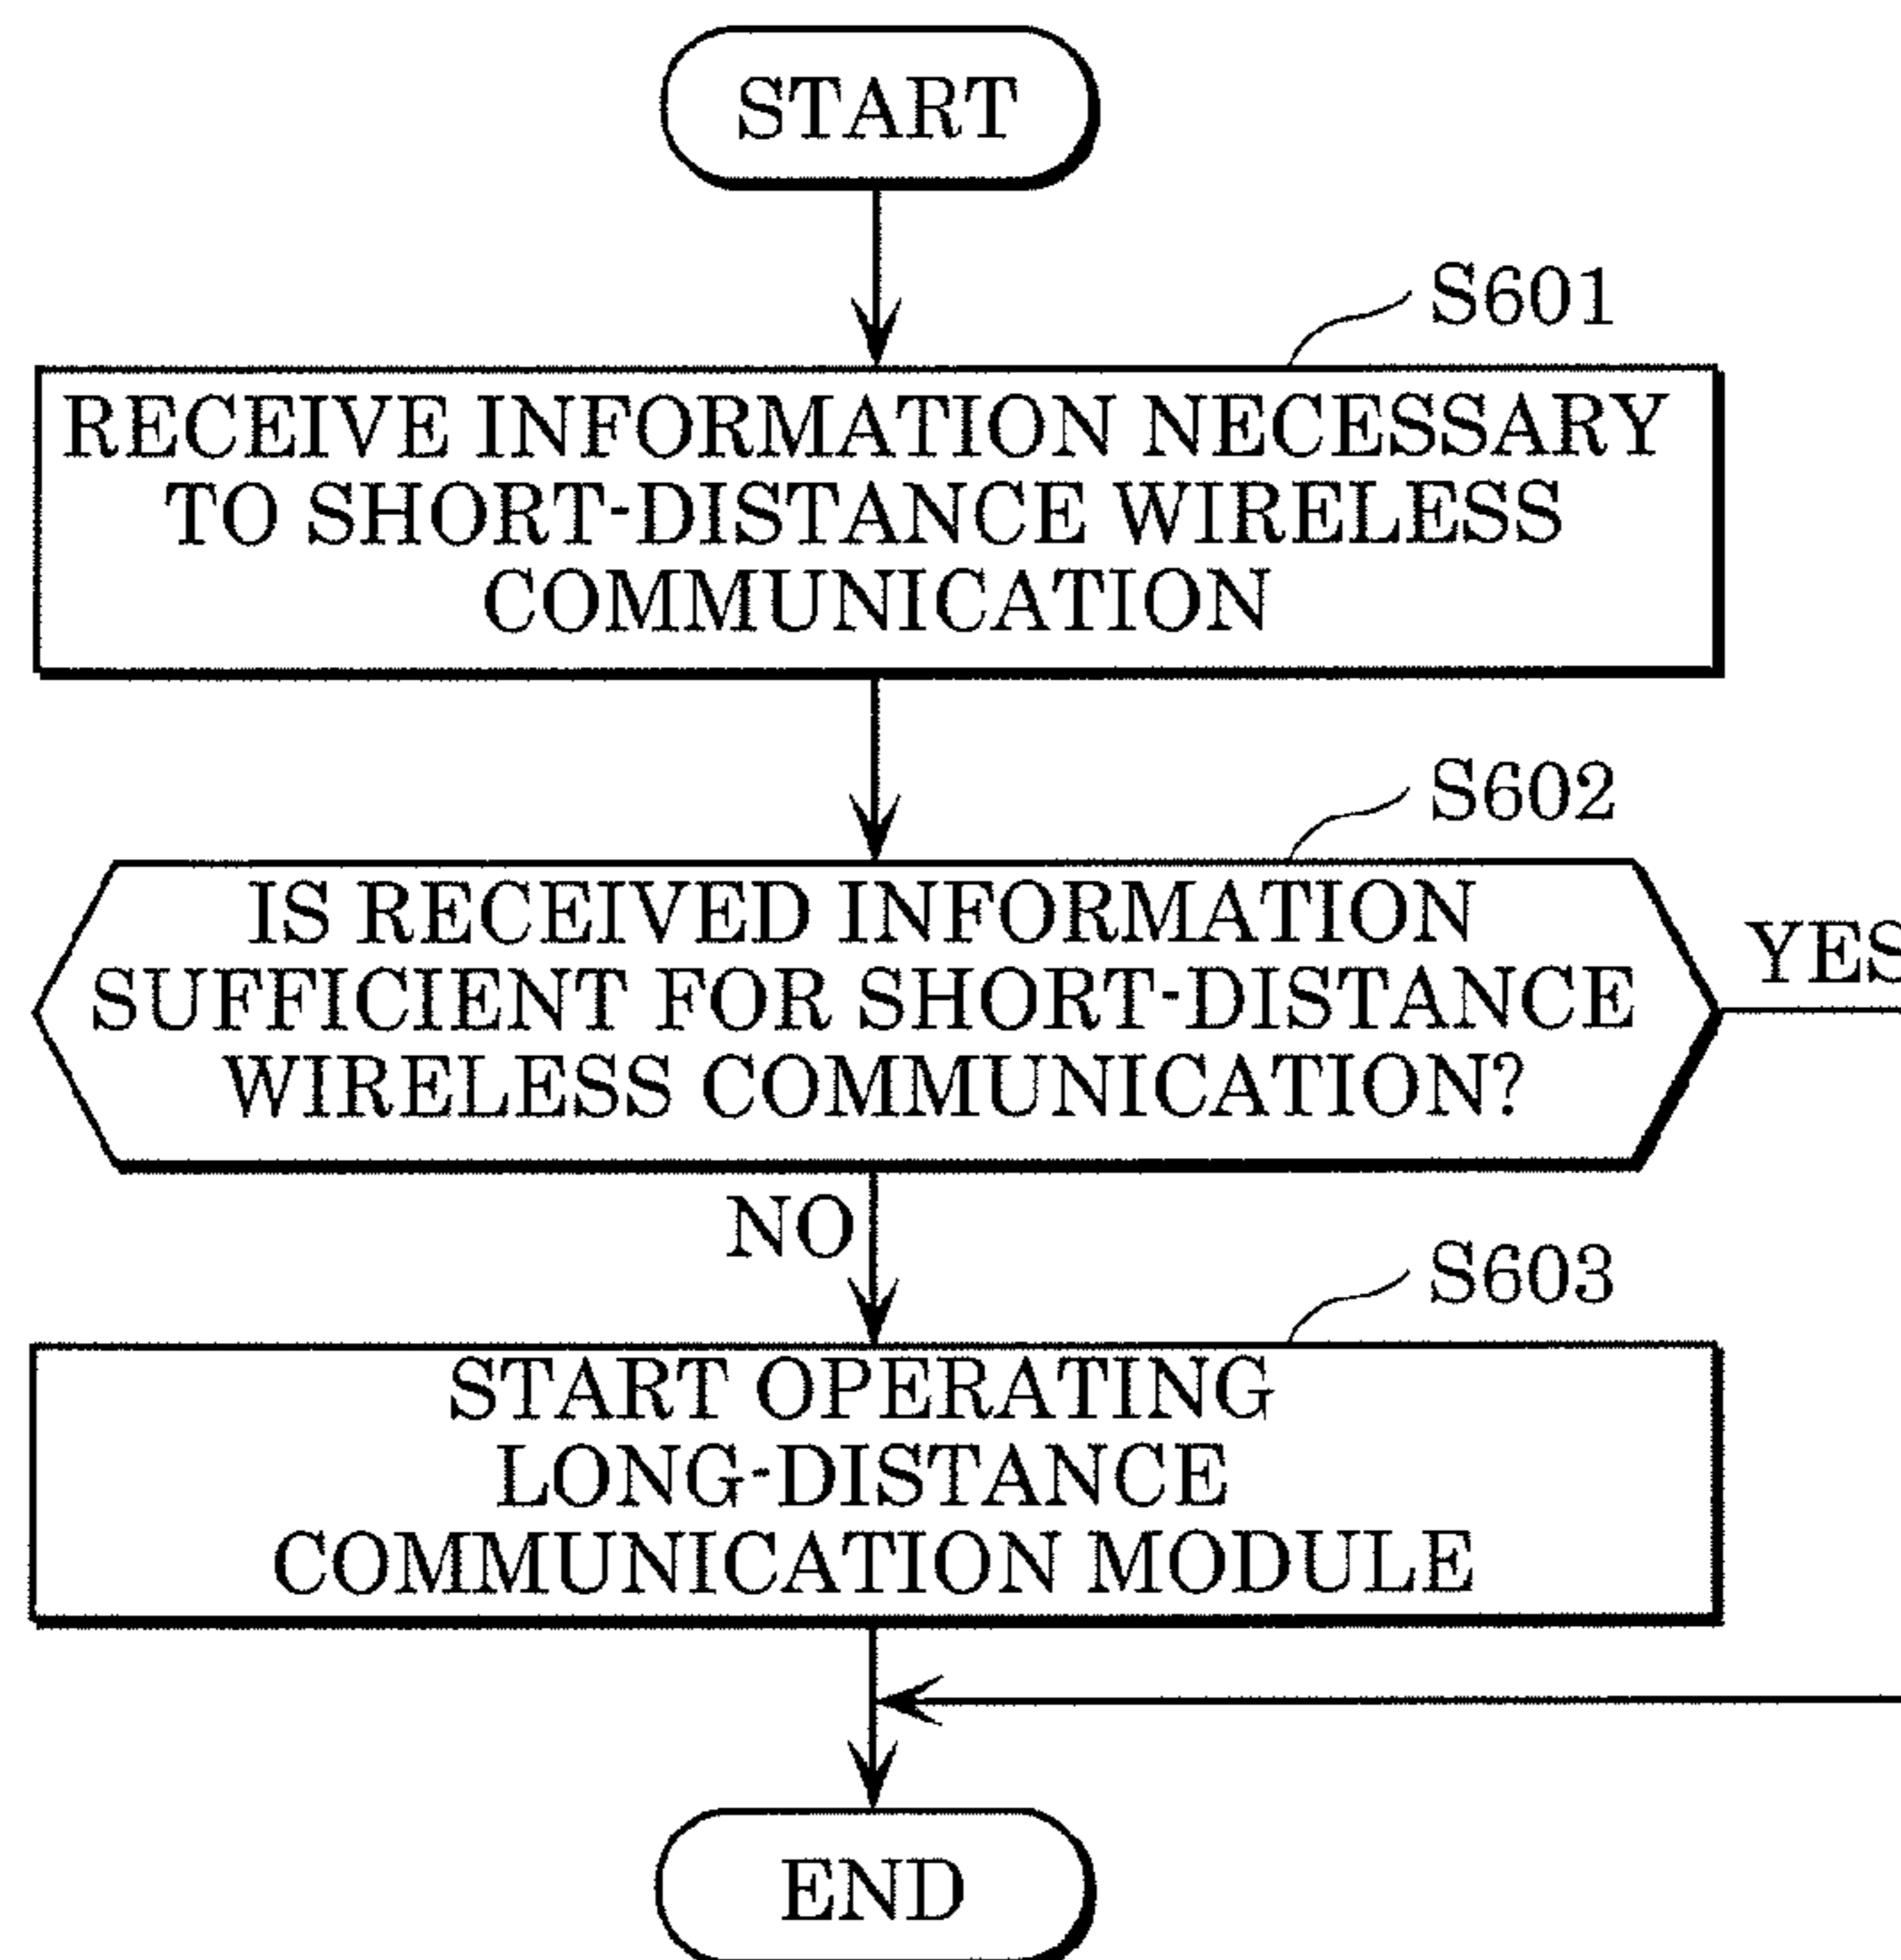 START
S601
RECEIVE INFORMATION NECESSARY
TO SHORT-DISTANCE WIRELESS
COMMUNICATION
S602
IS RECEIVED INFORMATION
SUFFICIENT FOR SHORT-DISTANCE
WIRELESS COMMUNICATION?
YES
NO
S603
START OPERATING
LONG-DISTANCE
COMMUNICATION MODULE
END